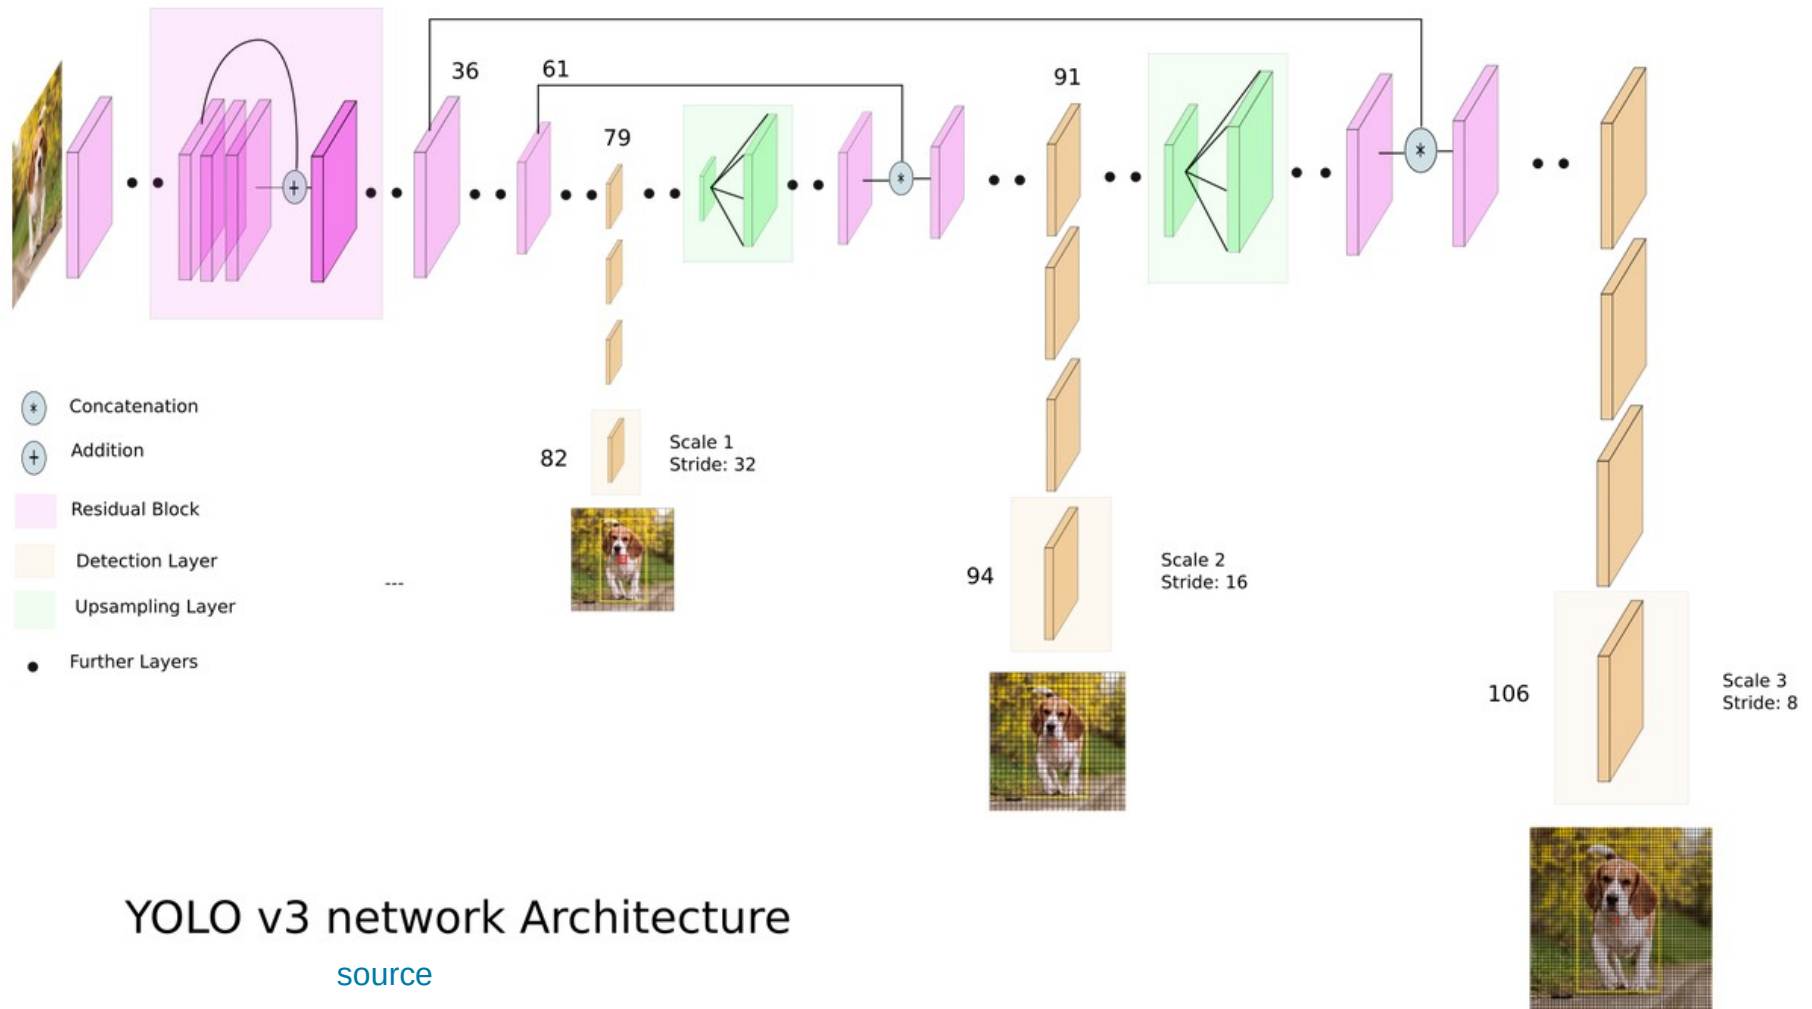 36
61
91
79
Concatenation
Addition
Residual Block
Detection Layer
Upsampling Layer
Further Layers
---
82
Scale 1
Stride: 32
94
Scale 2
Stride: 16
106
Scale 3
Stride: 8
YOLO v3 network Architecture
source